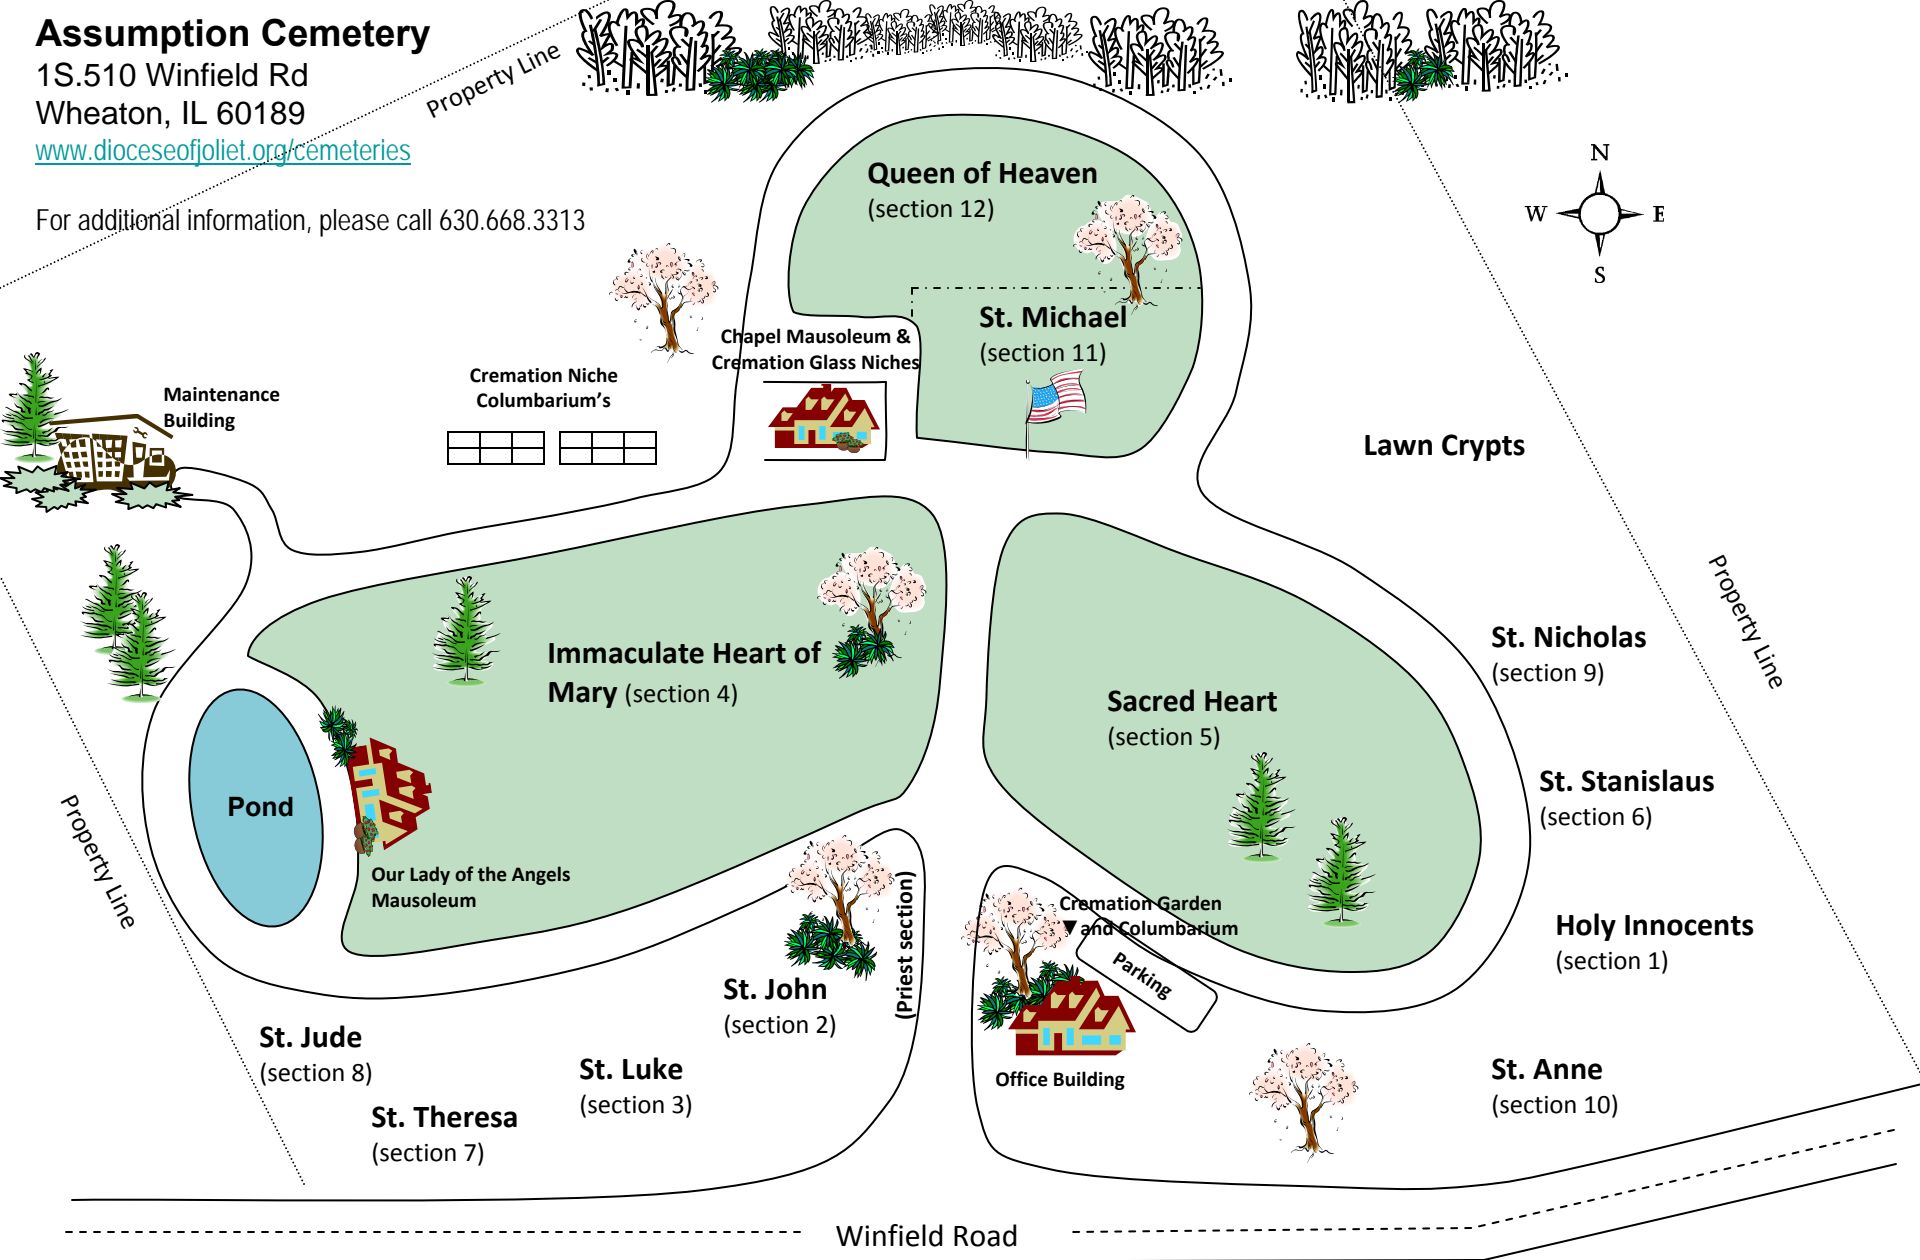 Assumption Cemetery
1S.510 Winfield Rd
Wheaton, IL 60189
www.dioceseofjoliet.org/cemeteries
For additional information, please call 630.668.3313
Property Line
Queen of Heaven
(section 12)
N
W E
S
St. Michael
(section 11)
Chapel Mausoleum &
Cremation Glass Niches
Cremation Niche
Columbarium's
Maintenance
Building
Lawn Crypts
Property Line
Immaculate Heart of
Mary (section 4)
St. Nicholas
(section 9)
Sacred Heart
(section 5)
St. Stanislaus
(section 6)
Pond
Property Line
Our Lady of the Angels
Mausoleum
(Priest section)
Cremation Garden
and Columbarium
Parking
Holy Innocents
(section 1)
St. John
(section 2)
St. Jude
(section 8)
St. Luke
(section 3)
Office Building
St. Anne
(section 10)
St. Theresa
(section 7)
Winfield Road